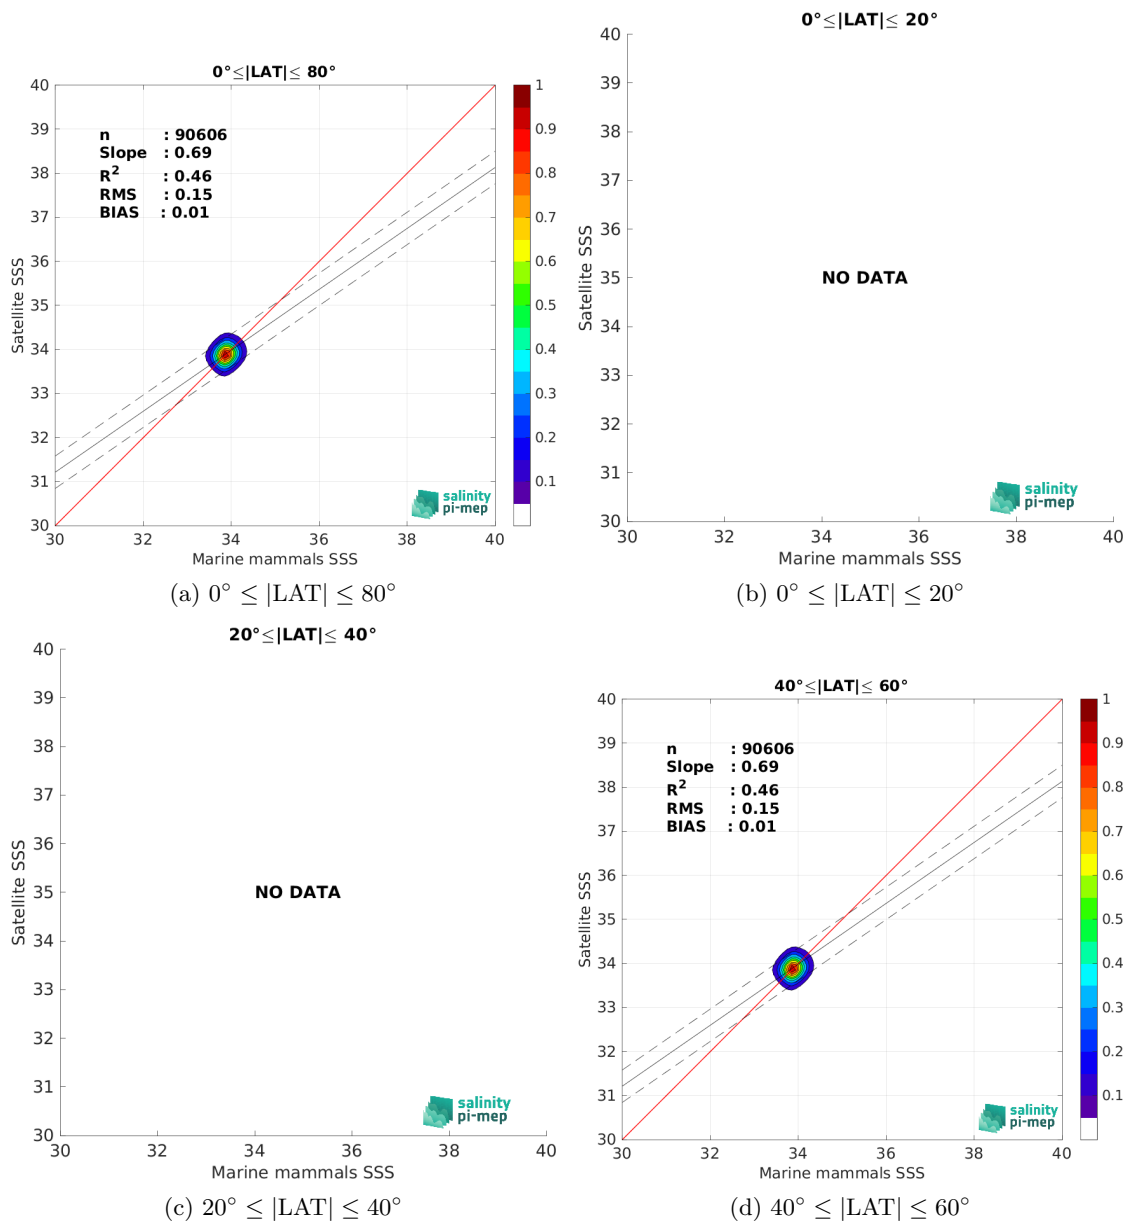 0°≤|LAT|≤ 80°
40
39
38
37
36
35
34
33
32
31
30
Satellite SSS
n : 90606
Slope : 0.69
R² : 0.46
RMS : 0.15
BIAS : 0.01
salinity
pi-mep
30 32 34 36 38 40
Marine mammals SSS
1
0.9
0.8
0.7
0.6
0.5
0.4
0.3
0.2
0.1
(a) 0° ≤ |LAT| ≤ 80°
0°≤|LAT|≤ 20°
40
39
38
37
36
35
34
33
32
31
30
Satellite SSS
NO DATA
salinity
pi-mep
30 32 34 36 38 40
Marine mammals SSS
(b) 0° ≤ |LAT| ≤ 20°
20°≤|LAT|≤ 40°
40
39
38
37
36
35
34
33
32
31
30
Satellite SSS
NO DATA
salinity
pi-mep
30 32 34 36 38 40
Marine mammals SSS
(c) 20° ≤ |LAT| ≤ 40°
40°≤|LAT|≤ 60°
40
39
38
37
36
35
34
33
32
31
30
Satellite SSS
n : 90606
Slope : 0.69
R² : 0.46
RMS : 0.15
BIAS : 0.01
salinity
pi-mep
30 32 34 36 38 40
Marine mammals SSS
1
0.9
0.8
0.7
0.6
0.5
0.4
0.3
0.2
0.1
(d) 40° ≤ |LAT| ≤ 60°